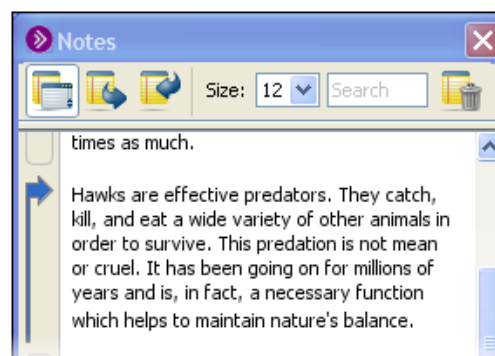 Notes
Size: 12 Search
times as much.
Hawks are effective predators. They catch,
kill, and eat a wide variety of other animals in
order to survive. This predation is not mean
or cruel. It has been going on for millions of
years and is, in fact, a necessary function
which helps to maintain nature's balance.